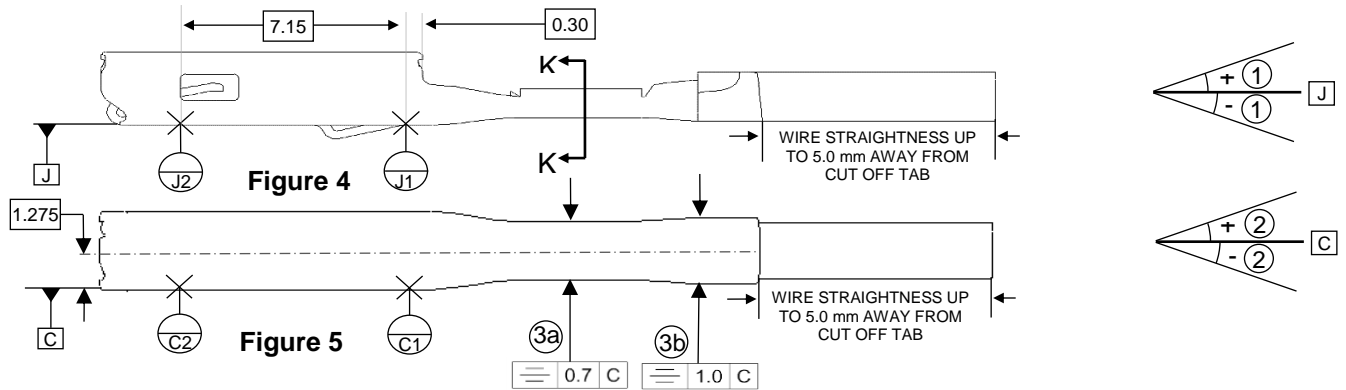 7.15
0.30
K
K
J
J2
J1
Figure 4
WIRE STRAIGHTNESS UP
TO 5.0 mm AWAY FROM
CUT OFF TAB
+ 1
- 1
J
1.275
C
C2
C1
Figure 5
3a
0.7 C
3b
1.0 C
WIRE STRAIGHTNESS UP
TO 5.0 mm AWAY FROM
CUT OFF TAB
+ 2
- 2
C